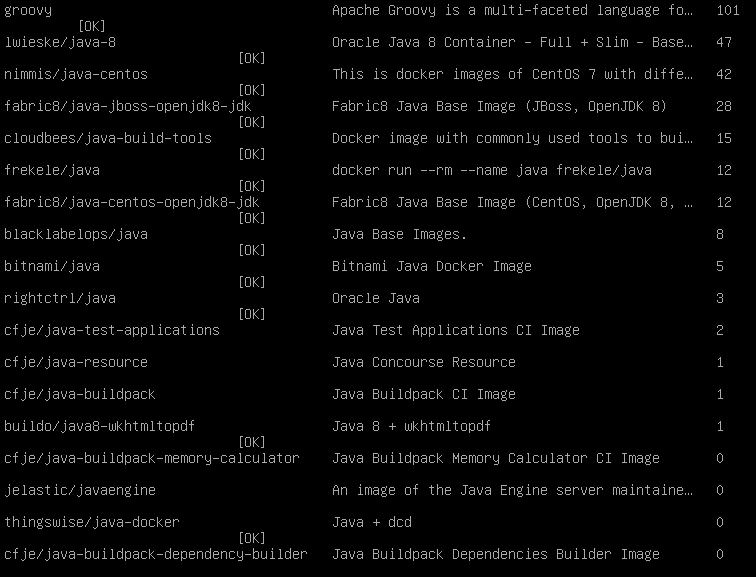 groovy Apache Groovy is a multi-faceted language fo… 101
[OK]
lwieske/java-8 Oracle Java 8 Container - Full + Slim - Base… 47
[OK]
nimmis/java-centos This is docker images of CentOS 7 with diffe… 42
[OK]
fabric8/java-jboss-openjdk8-jdk Fabric8 Java Base Image (JBoss, OpenJDK 8) 28
[OK]
cloudbees/java-build-tools Docker image with commonly used tools to bui… 15
[OK]
frekele/java docker run --rm --name java frekele/java 12
[OK]
fabric8/java-centos-openjdk8-jdk Fabric8 Java Base Image (CentOS, OpenJDK 8, … 12
[OK]
blacklabelops/java Java Base Images. 8
[OK]
bitnami/java Bitnami Java Docker Image 5
[OK]
rightctrl/java Oracle Java 3
[OK]
cfje/java-test-applications Java Test Applications CI Image 2
cfje/java-resource Java Concourse Resource 1
cfje/java-buildpack Java Buildpack CI Image 1
buildo/java8-wkhtmltopdf Java 8 + wkhtmltopdf 1
[OK]
cfje/java-buildpack-memory-calculator Java Buildpack Memory Calculator CI Image 0
jelastic/javaengine An image of the Java Engine server maintaine… 0
thingswise/java-docker Java + dcd 0
[OK]
cfje/java-buildpack-dependency-builder Java Buildpack Dependencies Builder Image 0